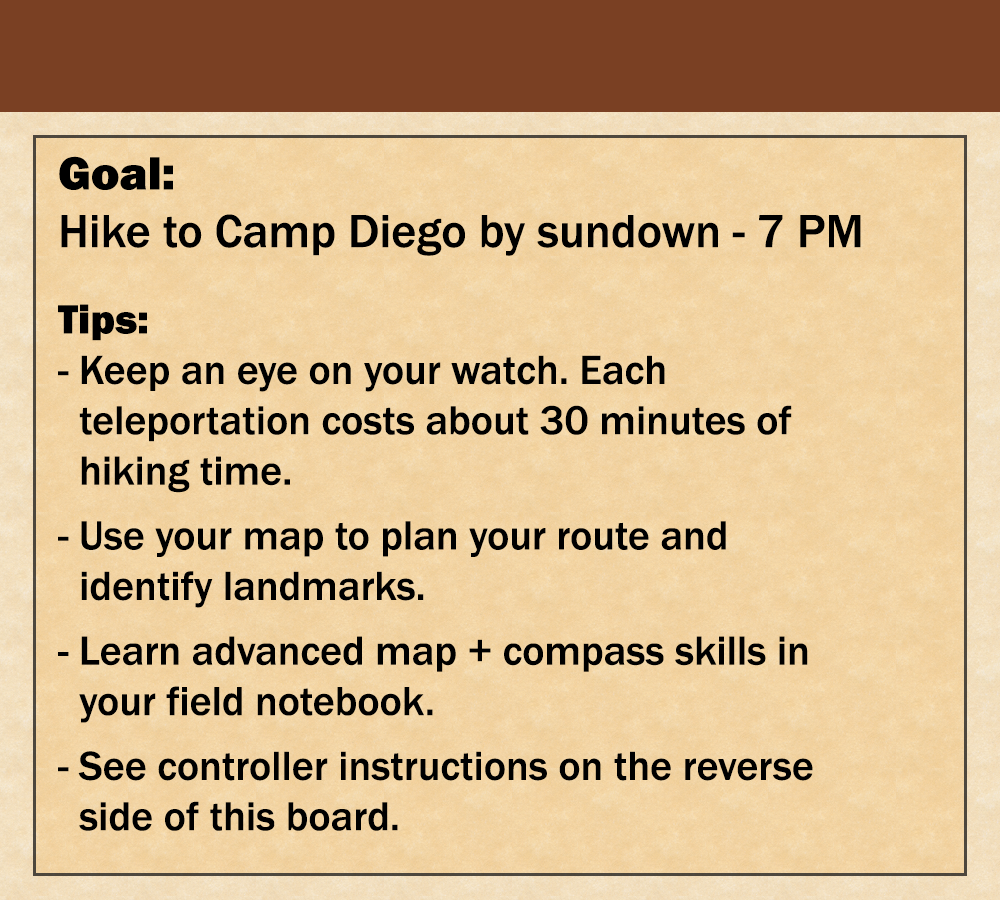 Goal:
Hike to Camp Diego by sundown - 7 PM
Tips:
- Keep an eye on your watch. Each
teleportation costs about 30 minutes of
hiking time.
- Use your map to plan your route and
identify landmarks.
- Learn advanced map + compass skills in
your field notebook.
- See controller instructions on the reverse
side of this board.